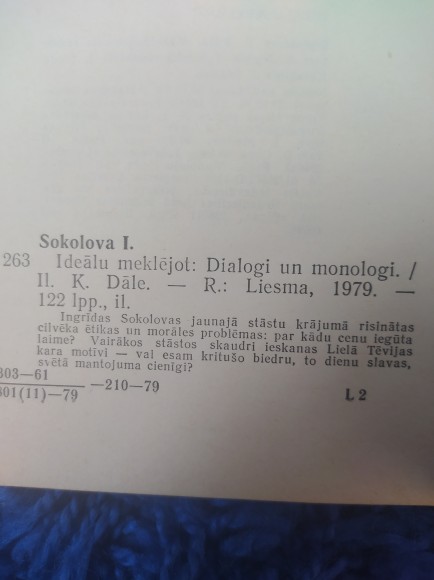 Sokolova I.
263 Ideālu meklējot: Dialogi un monologi. /
Il. K. Dāle. — R.: Liesma, 1979. —
122 lpp., il.
Ingrīdas Sokolovas jaunajā stāstu krājumā risinātas
cilvēka ētikas un morāles problēmas: par kādu cenu iegūta
laime? Vairākos stāstos skaudri ieskanas Lielā Tēvijas
kara motīvi — vai esam kritušo biedru, to dienu slavas,
svētā mantojuma cienīgi?
803—61
801(11)—79 —210—79 L 2